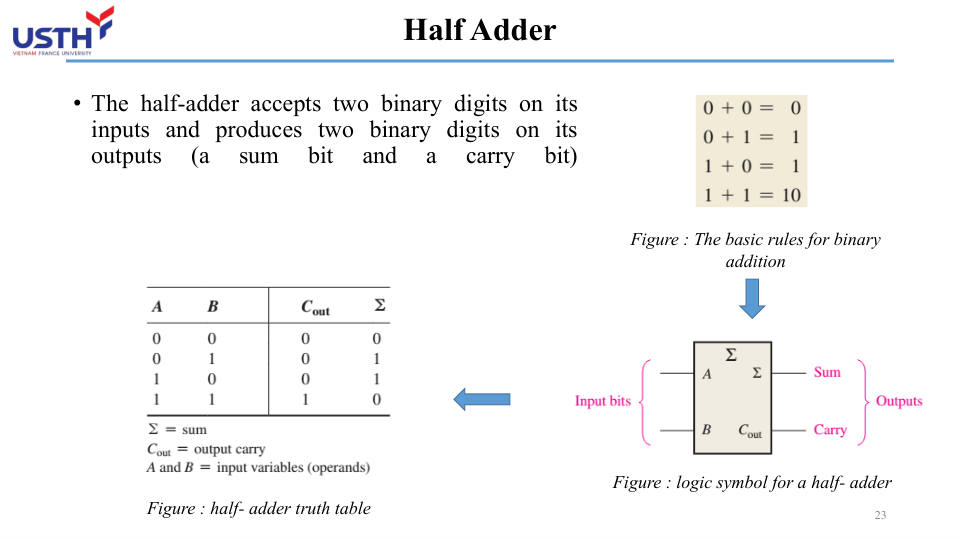 USTH
VIETNAM FRANCE UNIVERSITY
Half Adder
• The half-adder accepts two binary digits on its
inputs and produces two binary digits on its
outputs (a sum bit and a carry bit)
0 + 0 = 0
0 + 1 = 1
1 + 0 = 1
1 + 1 = 10
Figure : The basic rules for binary
addition
A B Cout Σ
0 0 0 0
0 1 0 1
1 0 0 1
1 1 1 0
Σ = sum
Cout = output carry
A and B = input variables (operands)
Figure : half- adder truth table
Σ
A Σ Sum
Input bits Outputs
B Cout Carry
Figure : logic symbol for a half- adder
23